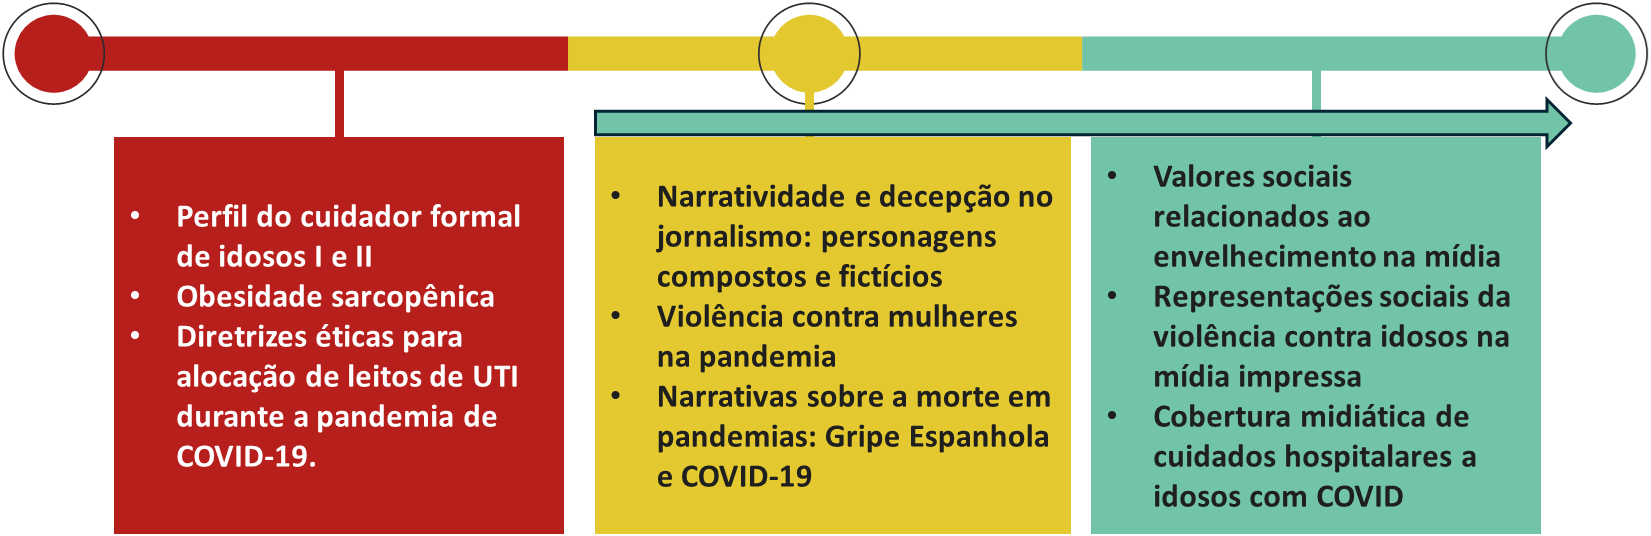 • Perfil do cuidador formal
de idosos I e II
• Obesidade sarcopênica
• Diretrizes éticas para
alocação de leitos de UTI
durante a pandemia de
COVID-19.
• Narratividade e decepção no
jornalismo: personagens
compostos e fictícios
• Violência contra mulheres
na pandemia
• Narrativas sobre a morte em
pandemias: Gripe Espanhola
e COVID-19
• Valores sociais
relacionados ao
envelhecimento na mídia
• Representações sociais da
violência contra idosos na
mídia impressa
• Cobertura midiática de
cuidados hospitalares a
idosos com COVID